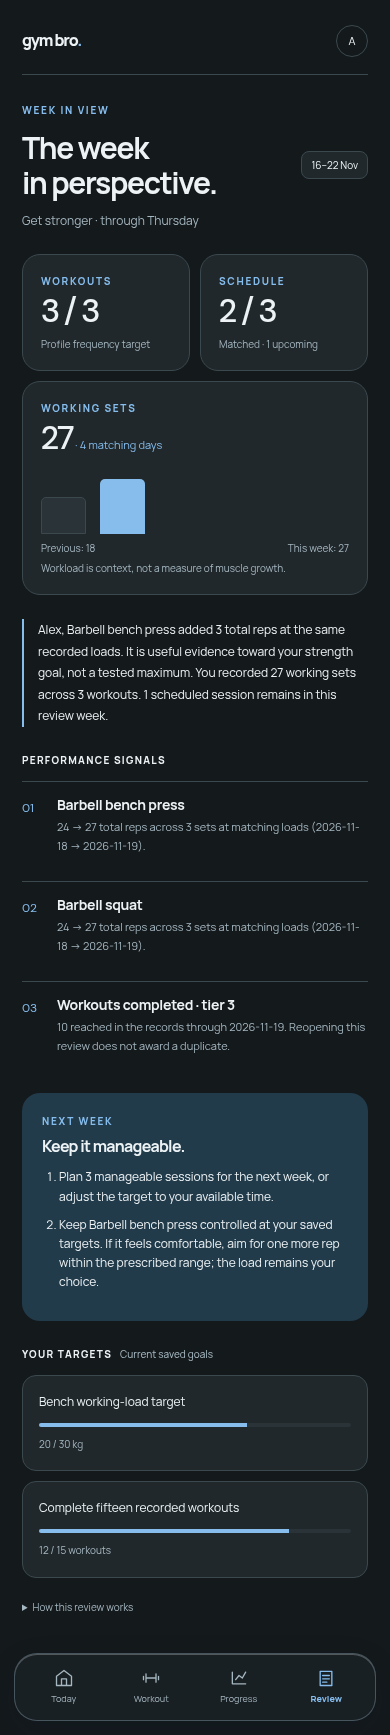 gym bro.
A
WEEK IN VIEW
The week
in perspective.
16–22 Nov
Get stronger · through Thursday
WORKOUTS
3 / 3
Profile frequency target
SCHEDULE
2 / 3
Matched · 1 upcoming
WORKING SETS
27 · 4 matching days
Previous: 18
This week: 27
Workload is context, not a measure of muscle growth.
Alex, Barbell bench press added 3 total reps at the same
recorded loads. It is useful evidence toward your strength
goal, not a tested maximum. You recorded 27 working sets
across 3 workouts. 1 scheduled session remains in this
review week.
PERFORMANCE SIGNALS
01
Barbell bench press
24 → 27 total reps across 3 sets at matching loads (2026-11-
18 → 2026-11-19).
02
Barbell squat
24 → 27 total reps across 3 sets at matching loads (2026-11-
18 → 2026-11-19).
03
Workouts completed · tier 3
10 reached in the records through 2026-11-19. Reopening this
review does not award a duplicate.
NEXT WEEK
Keep it manageable.
1. Plan 3 manageable sessions for the next week, or
adjust the target to your available time.
2. Keep Barbell bench press controlled at your saved
targets. If it feels comfortable, aim for one more rep
within the prescribed range; the load remains your
choice.
YOUR TARGETS Current saved goals
Bench working-load target
20 / 30 kg
Complete fifteen recorded workouts
12 / 15 workouts
How this review works
Today
Workout
Progress
Review